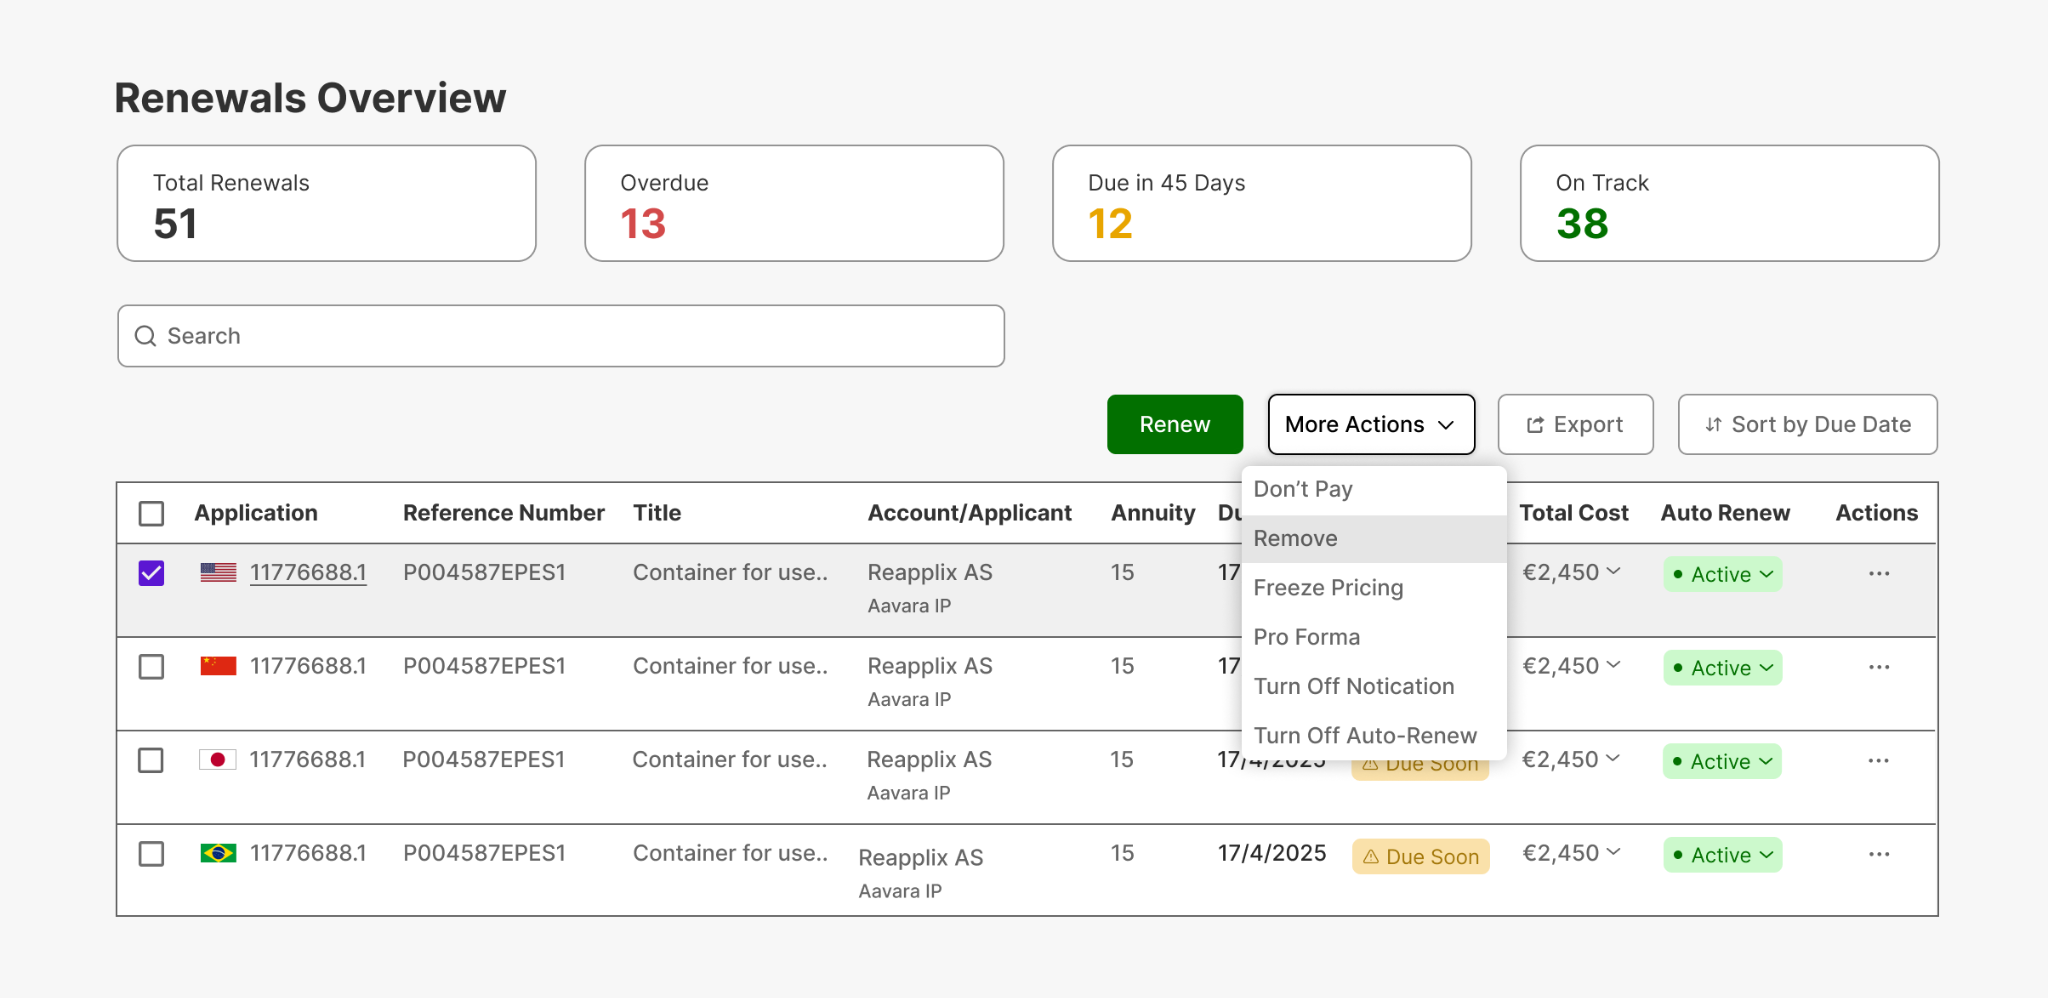 Renewals Overview
Total Renewals
51
Overdue
13
Due in 45 Days
12
On Track
38
Search
Renew
More Actions
Export
Sort by Due Date
Don’t Pay
Remove
Freeze Pricing
Pro Forma
Turn Off Notication
Turn Off Auto-Renew
Application Reference Number Title Account/Applicant Annuity Total Cost Auto Renew Actions
11776688.1 P004587EPES1 Container for use.. Reapplix AS 15 17 €2,450 Active
Aavara IP
11776688.1 P004587EPES1 Container for use.. Reapplix AS 15 17 €2,450 Active
Aavara IP
11776688.1 P004587EPES1 Container for use.. Reapplix AS 15 17/4/2025 Due Soon €2,450 Active
Aavara IP
11776688.1 P004587EPES1 Container for use.. Reapplix AS 15 17/4/2025 Due Soon €2,450 Active
Aavara IP